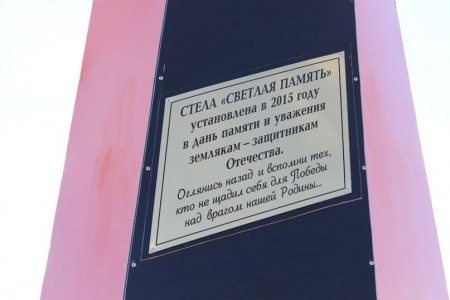 СТЕЛА «СВЕТЛАЯ ПАМЯТЬ»
установлена в 2015 году
в дань памяти и уважения
землякам – защитникам
Отечества.
Оглянись назад и вспомни тех,
кто не щадил себя для Победы
над врагом нашей Родины...